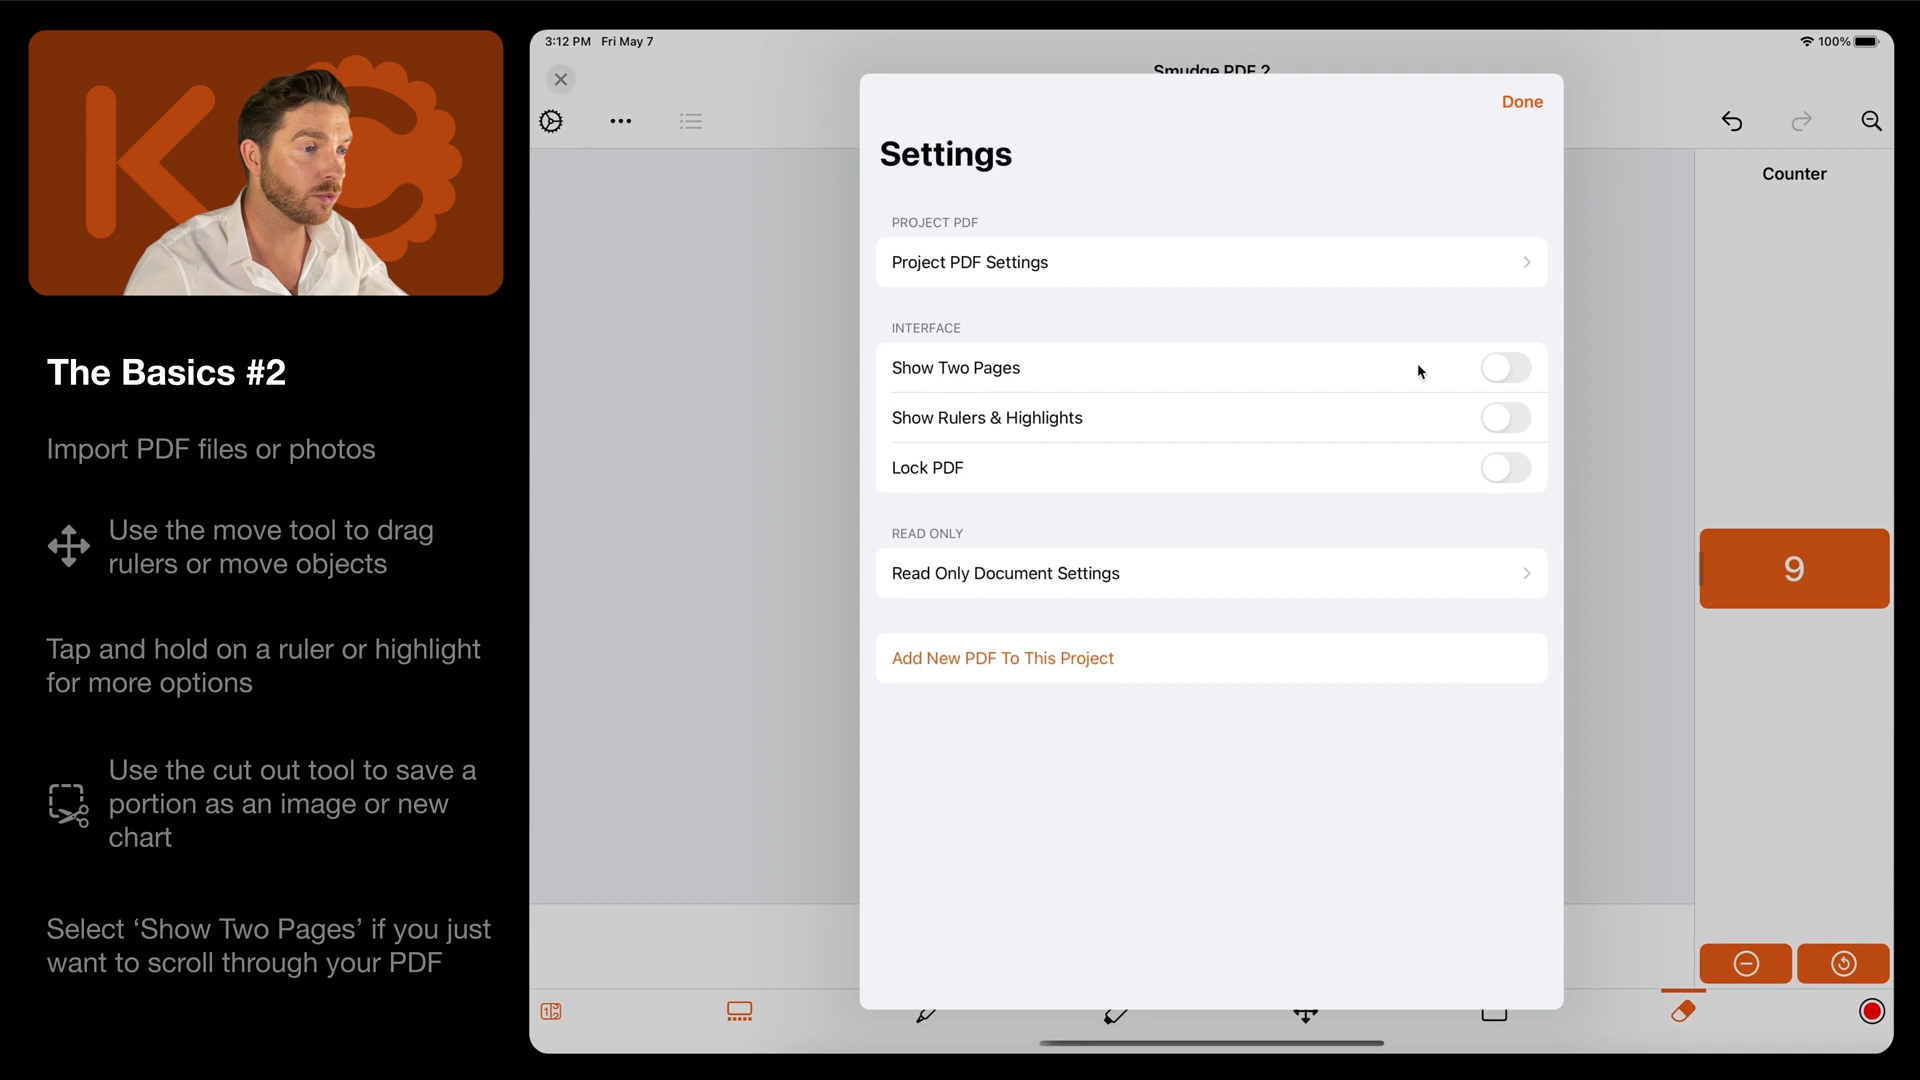 KC
The Basics #2
Import PDF files or photos
Use the move tool to drag
rulers or move objects
Tap and hold on a ruler or highlight
for more options
Use the cut out tool to save a
portion as an image or new
chart
Select ‘Show Two Pages’ if you just
want to scroll through your PDF
3:12 PM Fri May 7
100%
Smudge PDF 2
Done
Settings
PROJECT PDF
Project PDF Settings
INTERFACE
Show Two Pages
Show Rulers & Highlights
Lock PDF
READ ONLY
Read Only Document Settings
Add New PDF To This Project
Counter
9